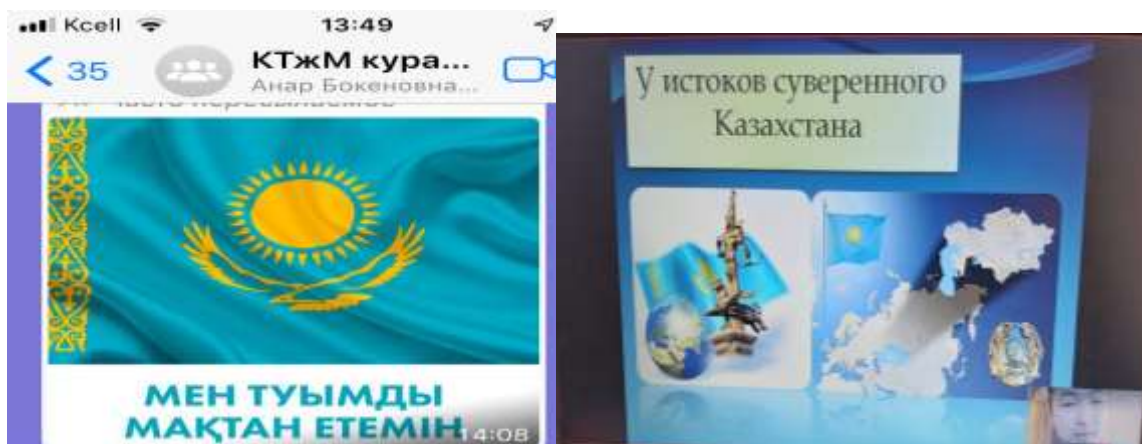 Kcell
13:49
35
КТжМ кура...
Анар Бокеновна...
МЕН ТУЫМДЫ
МАҚТАН ЕТЕМІН
14:08
У истоков суверенного
Казахстана